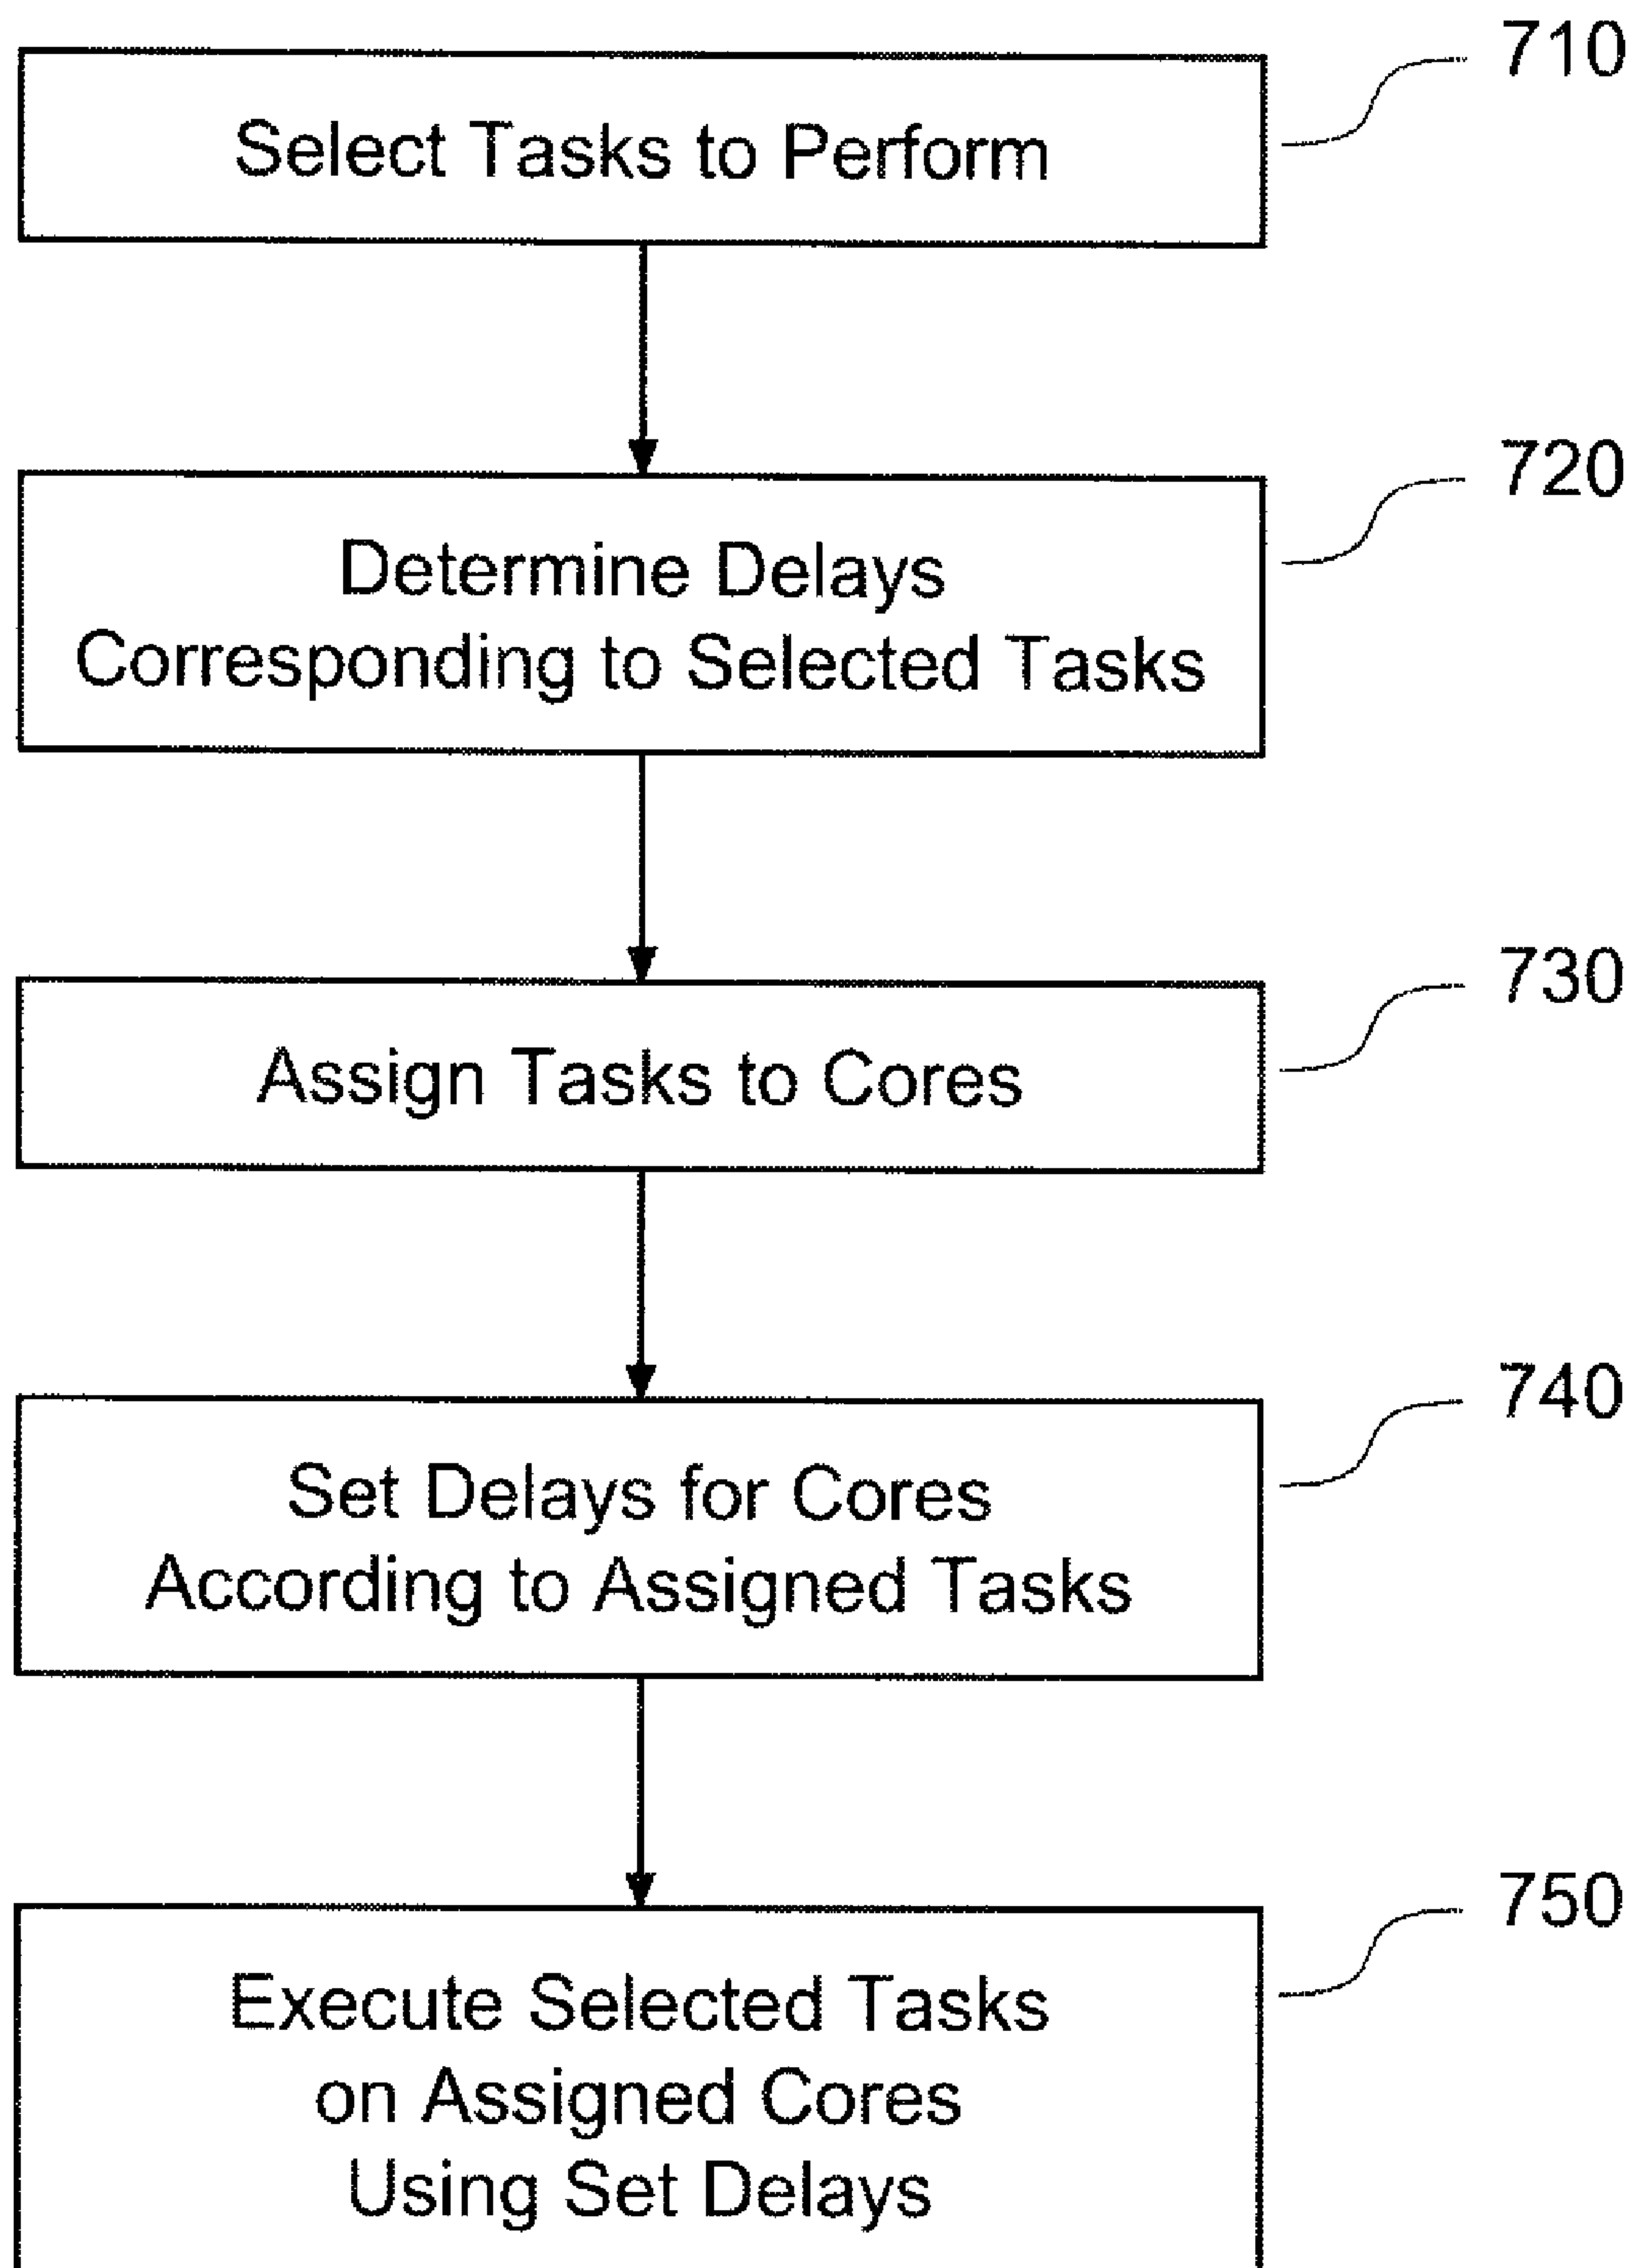 710
Select Tasks to Perform
720
Determine Delays
Corresponding to Selected Tasks
730
Assign Tasks to Cores
740
Set Delays for Cores
According to Assigned Tasks
750
Execute Selected Tasks
on Assigned Cores
Using Set Delays